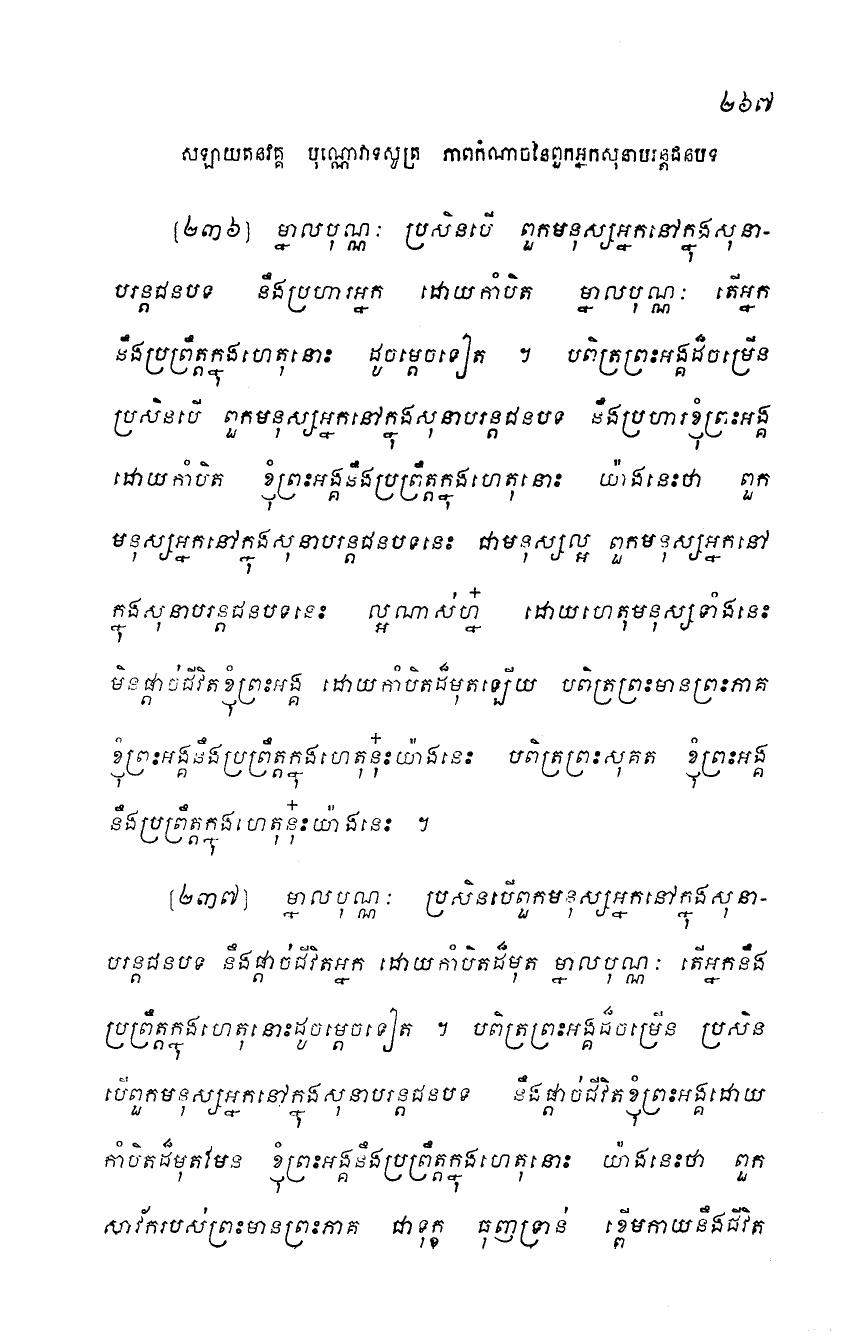 ២៦៧
សឡាយតនវគ្គ បុណ្ណោវាទសូត្រ ភាពកំណាចនៃពួកអ្នកសុនាបរន្តជនបទ
[២៣៦] ម្នាលបុណ្ណៈ ប្រសិនបើ ពួកមនុស្សអ្នកនៅក្នុងសុនា-
បរន្តជនបទ នឹងប្រហារអ្នក ដោយកាំបិត ម្នាលបុណ្ណៈ តើអ្នក
នឹងប្រព្រឹត្តក្នុងហេតុនោះ ដូចម្តេចទៀត ។ បពិត្រព្រះអង្គដ៏ចម្រើន
ប្រសិនបើ ពួកមនុស្សអ្នកនៅក្នុងសុនាបរន្តជនបទ នឹងប្រហារខ្ញុំព្រះអង្គ
ដោយកាំបិត ខ្ញុំព្រះអង្គនឹងប្រព្រឹត្តក្នុងហេតុនោះ យ៉ាងនេះថា ពួក
មនុស្សអ្នកនៅក្នុងសុនាបរន្តជនបទនេះ ជាមនុស្សល្អ ពួកមនុស្សអ្នកនៅ
ក្នុងសុនាបរន្តជនបទនេះ ល្អណាស់ហ្ន៎ ដោយហេតុមនុស្សទាំងនេះ
មិនផ្តាច់ជីវិតខ្ញុំព្រះអង្គ ដោយកាំបិតដ៏មុតឡើយ បពិត្រព្រះមានព្រះភាគ
ខ្ញុំព្រះអង្គនឹងប្រព្រឹត្តក្នុងហេតុនុ៎ះយ៉ាងនេះ បពិត្រព្រះសុគត ខ្ញុំព្រះអង្គ
នឹងប្រព្រឹត្តក្នុងហេតុនុ៎ះយ៉ាងនេះ ។
[២៣៧] ម្នាលបុណ្ណៈ ប្រសិនបើពួកមនុស្សអ្នកនៅក្នុងសុនា-
បរន្តជនបទ នឹងផ្តាច់ជីវិតអ្នក ដោយកាំបិតដ៏មុត ម្នាលបុណ្ណៈ តើអ្នកនឹង
ប្រព្រឹត្តក្នុងហេតុនោះដូចម្តេចទៀត ។ បពិត្រព្រះអង្គដ៏ចម្រើន ប្រសិន
បើពួកមនុស្សអ្នកនៅក្នុងសុនាបរន្តជនបទ នឹងផ្តាច់ជីវិតខ្ញុំព្រះអង្គដោយ
កាំបិតដ៏មុតមែន ខ្ញុំព្រះអង្គនឹងប្រព្រឹត្តក្នុងហេតុនោះ យ៉ាងនេះថា ពួក
សាវ័ករបស់ព្រះមានព្រះភាគ ជាទុក្ខ ធុញទ្រាន់ ខ្ពើមកាយនឹងជីវិត